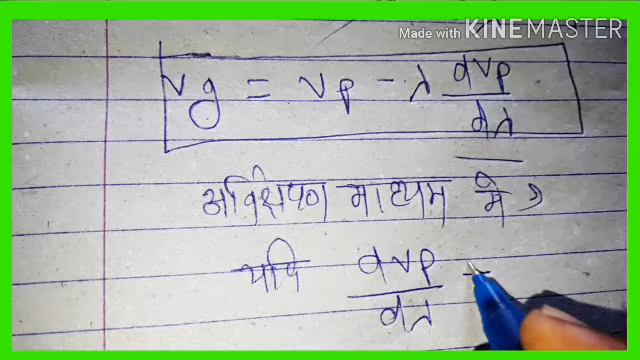 Made with KINEMASTER
vg = vp - λ dvp/dλ
अविक्षेपण माध्यम में,
यदि dvp/dλ =